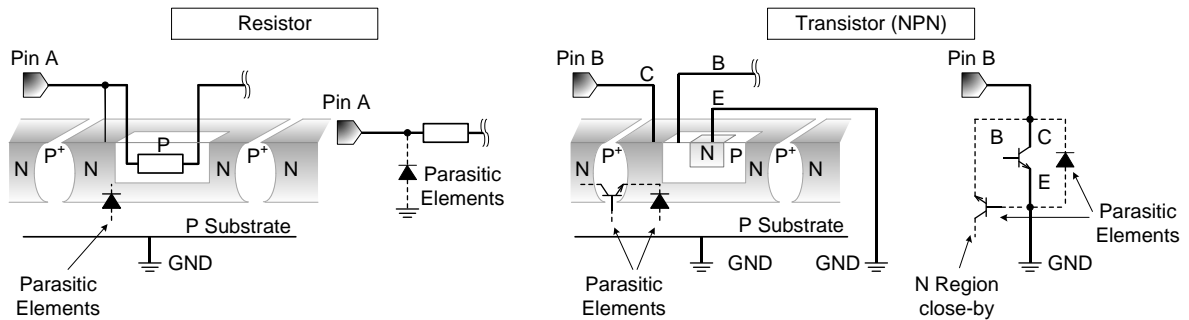 Resistor
Transistor (NPN)
Pin A
Pin B
C
B
E
Pin B
Pin A
N
P+
N
P
P+
N
N
P+
N
N
P
P+
N
B
C
E
Parasitic
Elements
P Substrate
GND
Parasitic
Elements
P Substrate
GND
GND
Parasitic
Elements
Parasitic
Elements
N Region
close-by
GND